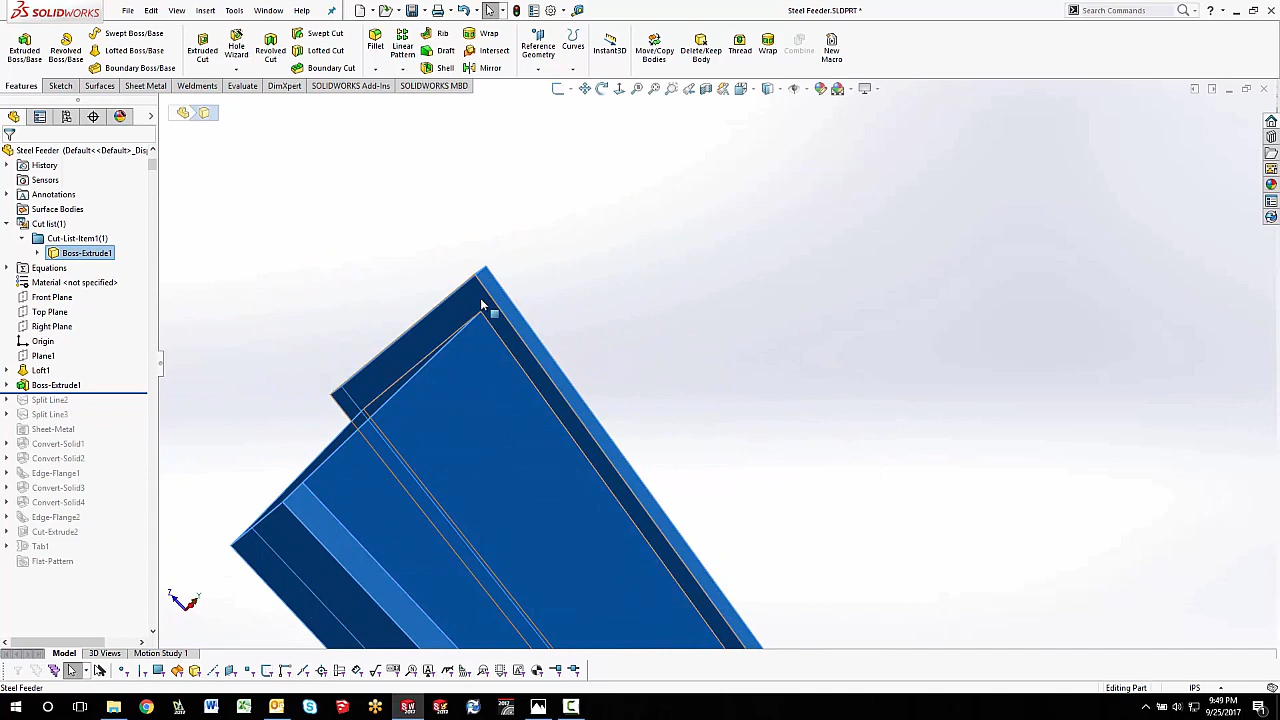 SOLIDWORKS
File
Edit
View
Insert
Tools
Window
Help
Steel Feeder.SLDPRT *
Search Commands
Extruded Boss/Base
Revolved Boss/Base
Swept Boss/Base
Lofted Boss/Base
Boundary Boss/Base
Extruded Cut
Hole Wizard
Revolved Cut
Swept Cut
Lofted Cut
Boundary Cut
Fillet
Linear Pattern
Rib
Draft
Shell
Wrap
Intersect
Mirror
Reference Geometry
Curves
Instant3D
Move/Copy Bodies
Delete/Keep Body
Combine
Thread
Wrap
New Macro
Features
Sketch
Surfaces
Sheet Metal
Weldments
Evaluate
DimXpert
SOLIDWORKS Add-Ins
SOLIDWORKS MBD
Steel Feeder (Default<<Default>_Disp
History
Sensors
Annotations
Surface Bodies
Cut list(1)
Cut-List-Item1(1)
Boss-Extrude1
Equations
Material <not specified>
Front Plane
Top Plane
Right Plane
Origin
Plane1
Loft1
Boss-Extrude1
Split Line2
Split Line3
Sheet-Metal
Convert-Solid1
Convert-Solid2
Edge-Flange1
Convert-Solid3
Convert-Solid4
Edge-Flange2
Cut-Extrude2
Tab1
Flat-Pattern
Model
3D Views
Motion Study 1
Steel Feeder
Editing Part
IPS
9:49 PM
9/25/2017